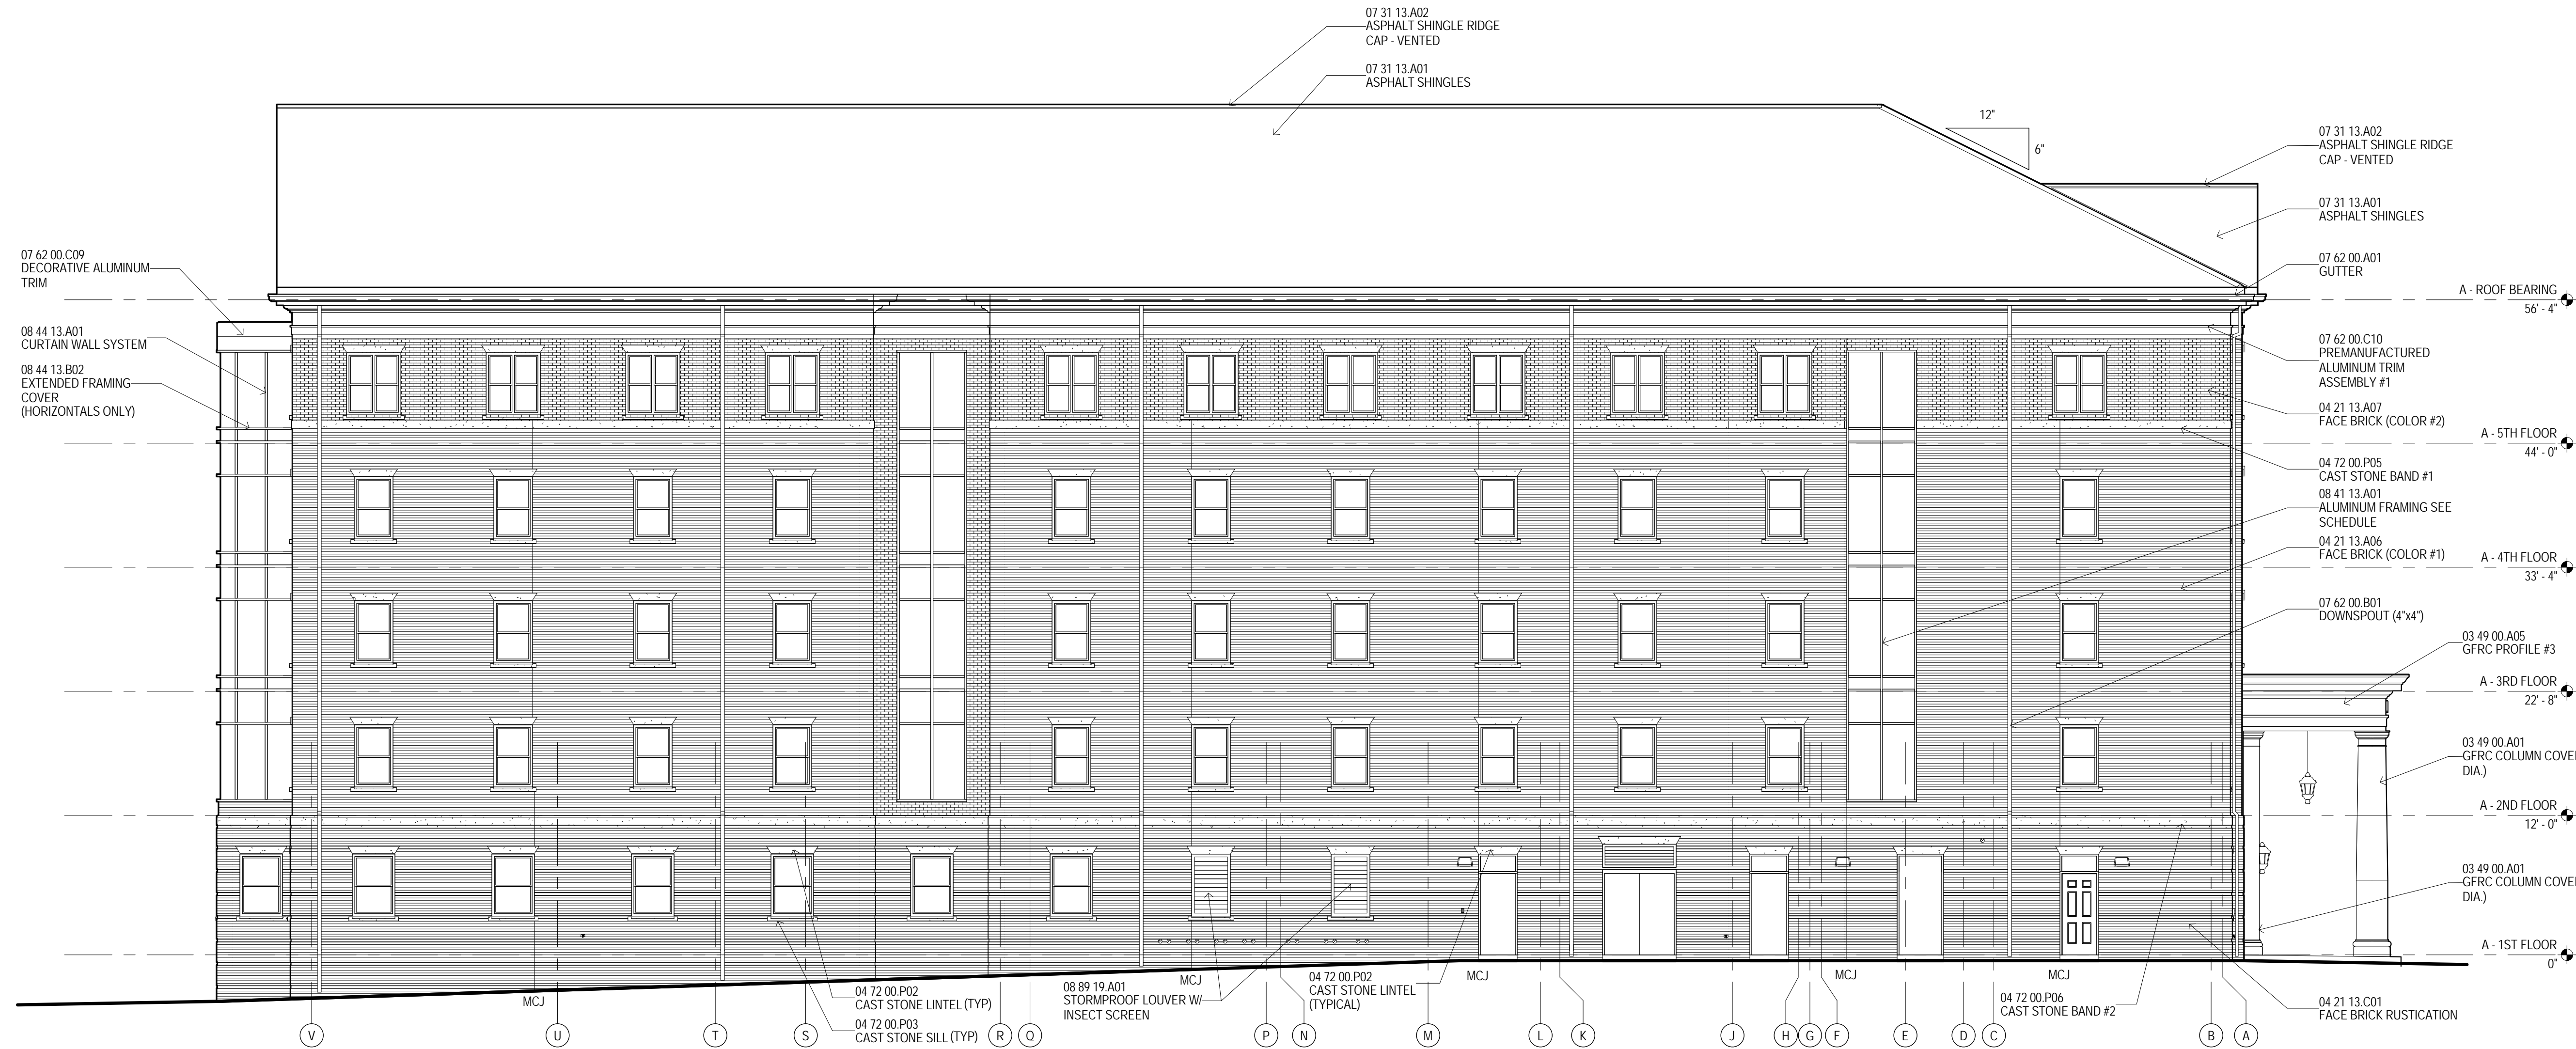 07 31 13.A02
ASPHALT SHINGLE RIDGE
CAP - VENTED
07 31 13.A01
ASPHALT SHINGLES
12"
6"
07 31 13.A02
ASPHALT SHINGLE RIDGE
CAP - VENTED
07 31 13.A01
ASPHALT SHINGLES
07 62 00.A01
GUTTER
A - ROOF BEARING
56' - 4"
07 62 00.C09
DECORATIVE ALUMINUM
TRIM
08 44 13.A01
CURTAIN WALL SYSTEM
08 44 13.B02
EXTENDED FRAMING
COVER
(HORIZONTALS ONLY)
07 62 00.C10
PREMANUFACTURED
ALUMINUM TRIM
ASSEMBLY #1
04 21 13.A07
FACE BRICK (COLOR #2)
A - 5TH FLOOR
44' - 0"
04 72 00.P05
CAST STONE BAND #1
08 41 13.A01
ALUMINUM FRAMING SEE
SCHEDULE
04 21 13.A06
FACE BRICK (COLOR #1)
A - 4TH FLOOR
33' - 4"
07 62 00.B01
DOWNSPOUT (4"x4")
03 49 00.A05
GFRC PROFILE #3
A - 3RD FLOOR
22' - 8"
03 49 00.A01
GFRC COLUMN COVE
DIA.)
A - 2ND FLOOR
12' - 0"
03 49 00.A01
GFRC COLUMN COVE
DIA.)
A - 1ST FLOOR
0"
MCJ
MCJ
MCJ
MCJ
MCJ
04 72 00.P02
CAST STONE LINTEL (TYP)
04 72 00.P03
CAST STONE SILL (TYP)
08 89 19.A01
STORMPROOF LOUVER W/
INSECT SCREEN
04 72 00.P02
CAST STONE LINTEL
(TYPICAL)
04 72 00.P06
CAST STONE BAND #2
04 21 13.C01
FACE BRICK RUSTICATION
V U T S R Q P N M L K J H G F E D C B A